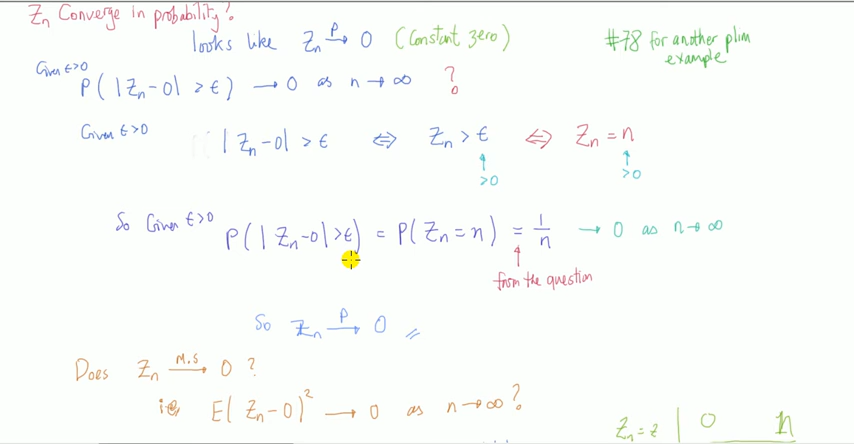 Zn Converge in probability?
looks like Zn →P 0 (Constant zero)
#78 for another plim
example
Given ε>0
P( |Zn-0| > ε) → 0 as n → ∞ ?
Given ε>0 |Zn-0| > ε ⇔ Zn > ε ⇔ Zn = n
>0 >0
So Given ε>0 P( |Zn-0| > ε) = P(Zn = n) = 1/n → 0 as n → ∞
from the question
So Zn →P 0 //
Does Zn →M.S 0 ?
i.e. E( Zn-0)² → 0 as n → ∞?
Zn = z | 0 n